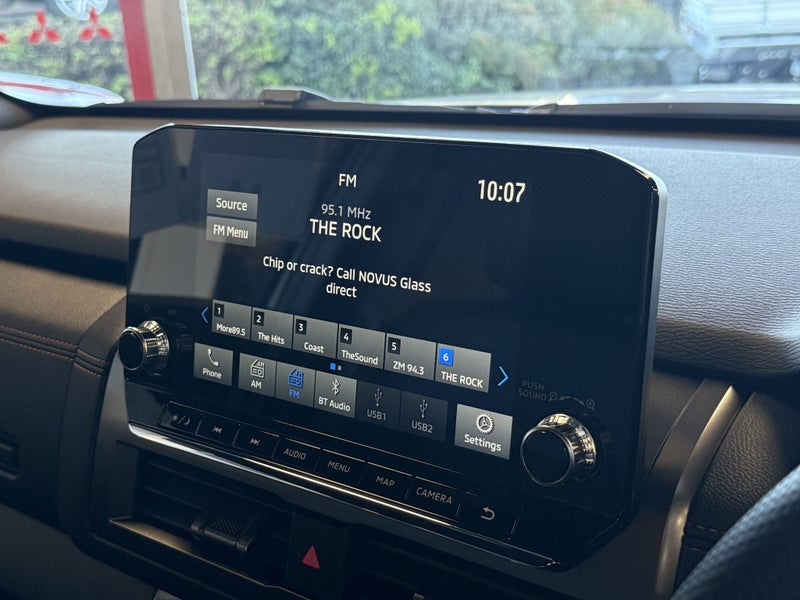 FM
10:07
Source
FM Menu
95.1 MHz
THE ROCK
Chip or crack? Call NOVUS Glass
direct
1 More89.5
2 The Hits
3 Coast
4 TheSound
5 ZM 94.3
6 THE ROCK
Phone
AM
AM
FM
BT Audio
USB1
USB2
Settings
PUSH
SOUND
AUDIO
MENU
MAP
CAMERA